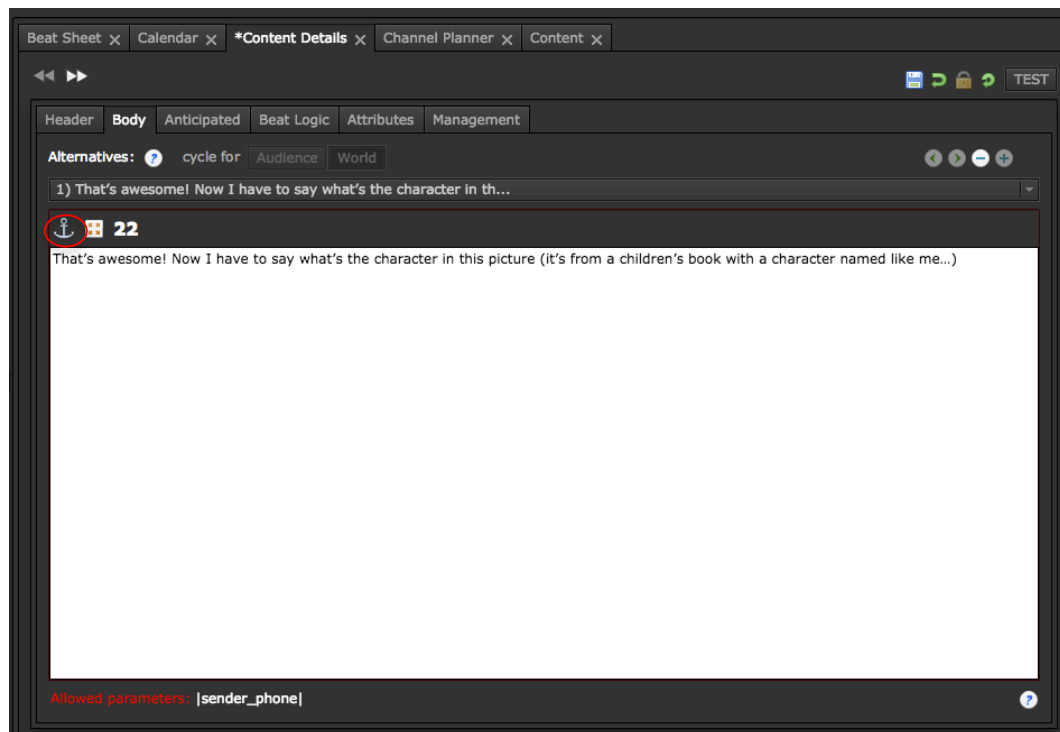 Beat Sheet x Calendar x *Content Details x Channel Planner x Content x
TEST
Header Body Anticipated Beat Logic Attributes Management
Alternatives: ? cycle for Audience World
1) That's awesome! Now I have to say what's the character in th...
22
That's awesome! Now I have to say what's the character in this picture (it's from a children's book with a character named like me…)
Allowed parameters: |sender_phone| ?